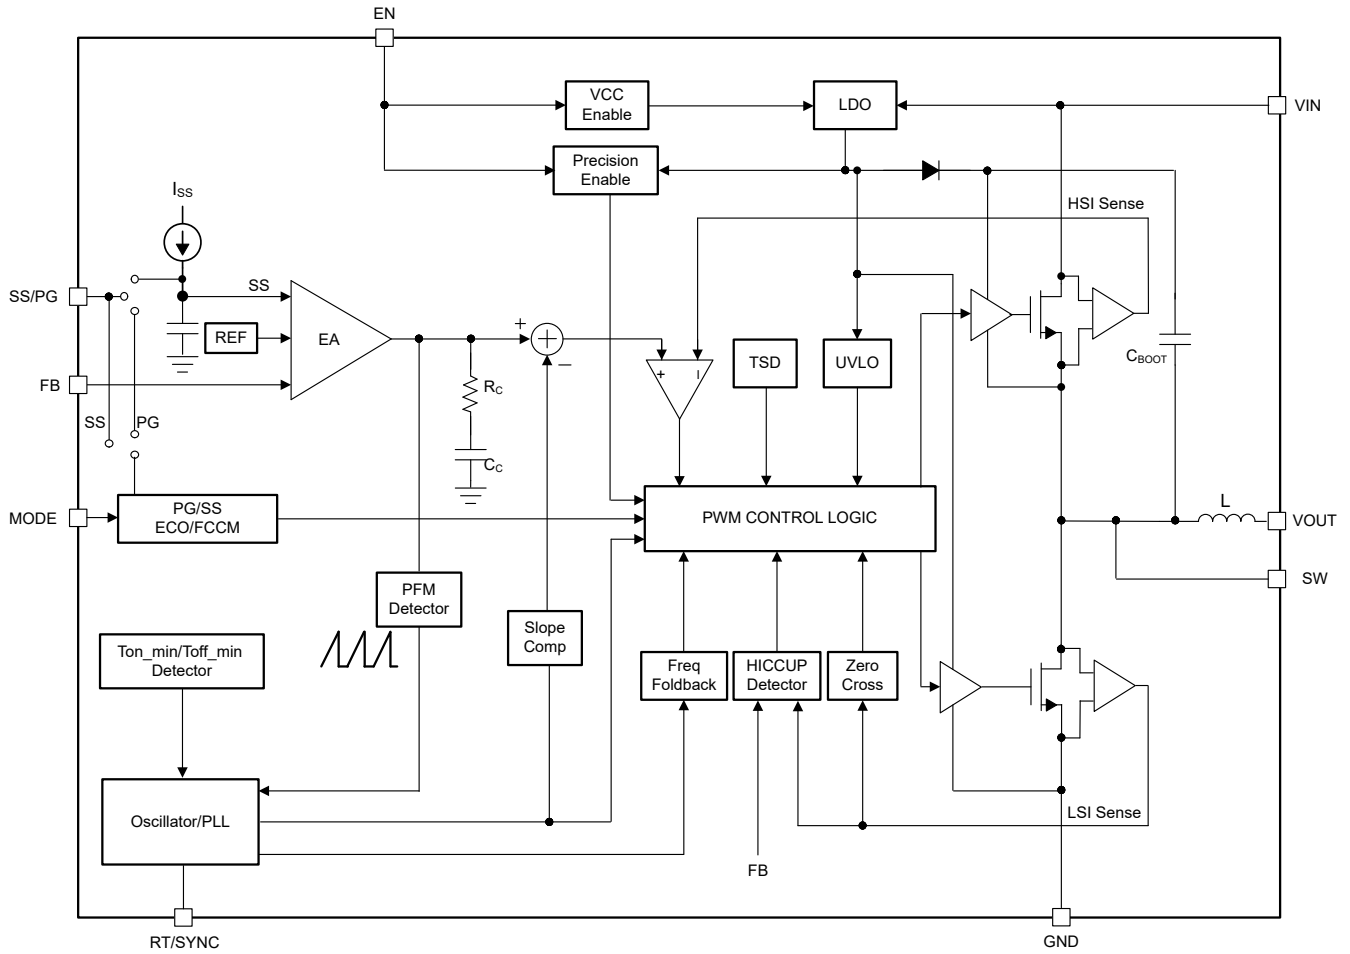 EN
VCC
Enable
LDO
VIN
Precision
Enable
ISS
HSI Sense
SS/PG
SS
REF
EA
+
+
−
+
−
TSD
UVLO
CBOOT
FB
RC
SS
PG
CC
MODE
PG/SS
ECO/FCCM
PWM CONTROL LOGIC
L
VOUT
SW
PFM
Detector
Slope
Comp
Ton_min/Toff_min
Detector
Freq
Foldback
HICCUP
Detector
Zero
Cross
Oscillator/PLL
LSI Sense
FB
RT/SYNC
GND